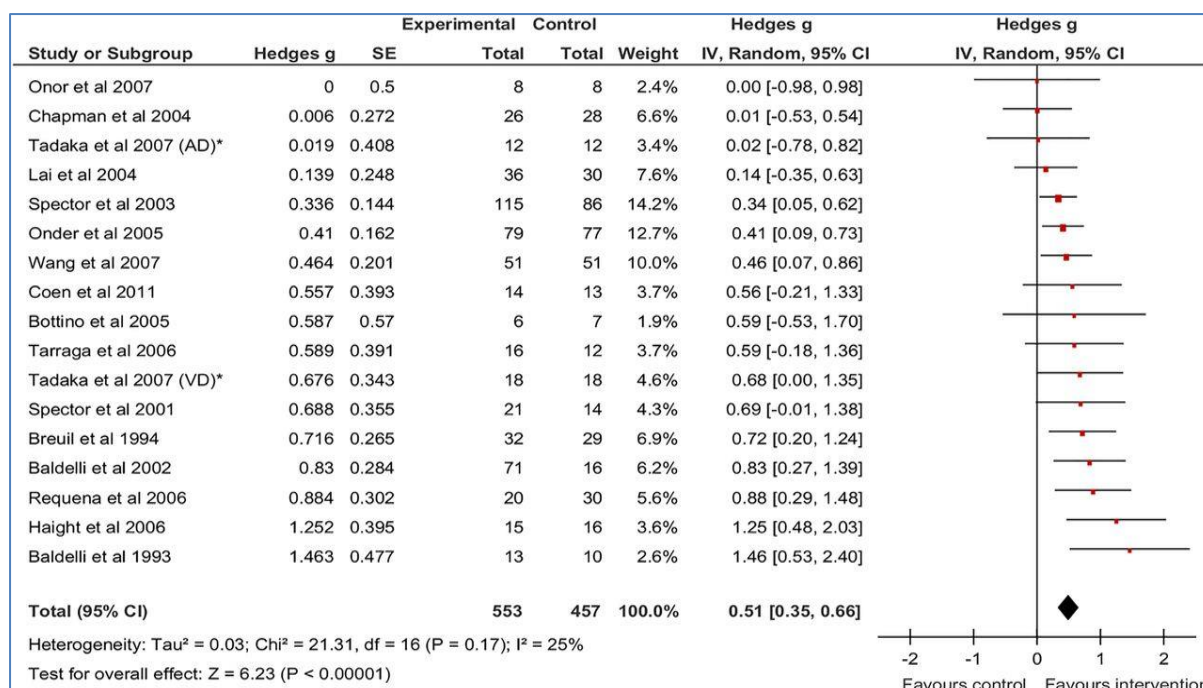 Experimental Control Hedges g Hedges g
Study or Subgroup Hedges g SE Total Total Weight IV, Random, 95% CI IV, Random, 95% CI
Onor et al 2007 0 0.5 8 8 2.4% 0.00 [-0.98, 0.98]
Chapman et al 2004 0.006 0.272 26 28 6.6% 0.01 [-0.53, 0.54]
Tadaka et al 2007 (AD)* 0.019 0.408 12 12 3.4% 0.02 [-0.78, 0.82]
Lai et al 2004 0.139 0.248 36 30 7.6% 0.14 [-0.35, 0.63]
Spector et al 2003 0.336 0.144 115 86 14.2% 0.34 [0.05, 0.62]
Onder et al 2005 0.41 0.162 79 77 12.7% 0.41 [0.09, 0.73]
Wang et al 2007 0.464 0.201 51 51 10.0% 0.46 [0.07, 0.86]
Coen et al 2011 0.557 0.393 14 13 3.7% 0.56 [-0.21, 1.33]
Bottino et al 2005 0.587 0.57 6 7 1.9% 0.59 [-0.53, 1.70]
Tarraga et al 2006 0.589 0.391 16 12 3.7% 0.59 [-0.18, 1.36]
Tadaka et al 2007 (VD)* 0.676 0.343 18 18 4.6% 0.68 [0.00, 1.35]
Spector et al 2001 0.688 0.355 21 14 4.3% 0.69 [-0.01, 1.38]
Breuil et al 1994 0.716 0.265 32 29 6.9% 0.72 [0.20, 1.24]
Baldelli et al 2002 0.83 0.284 71 16 6.2% 0.83 [0.27, 1.39]
Requena et al 2006 0.884 0.302 20 30 5.6% 0.88 [0.29, 1.48]
Haight et al 2006 1.252 0.395 15 16 3.6% 1.25 [0.48, 2.03]
Baldelli et al 1993 1.463 0.477 13 10 2.6% 1.46 [0.53, 2.40]
Total (95% CI) 553 457 100.0% 0.51 [0.35, 0.66]
Heterogeneity: Tau² = 0.03; Chi² = 21.31, df = 16 (P = 0.17); I² = 25%
Test for overall effect: Z = 6.23 (P < 0.00001)
-2 -1 0 1 2
Favours control Favours intervention